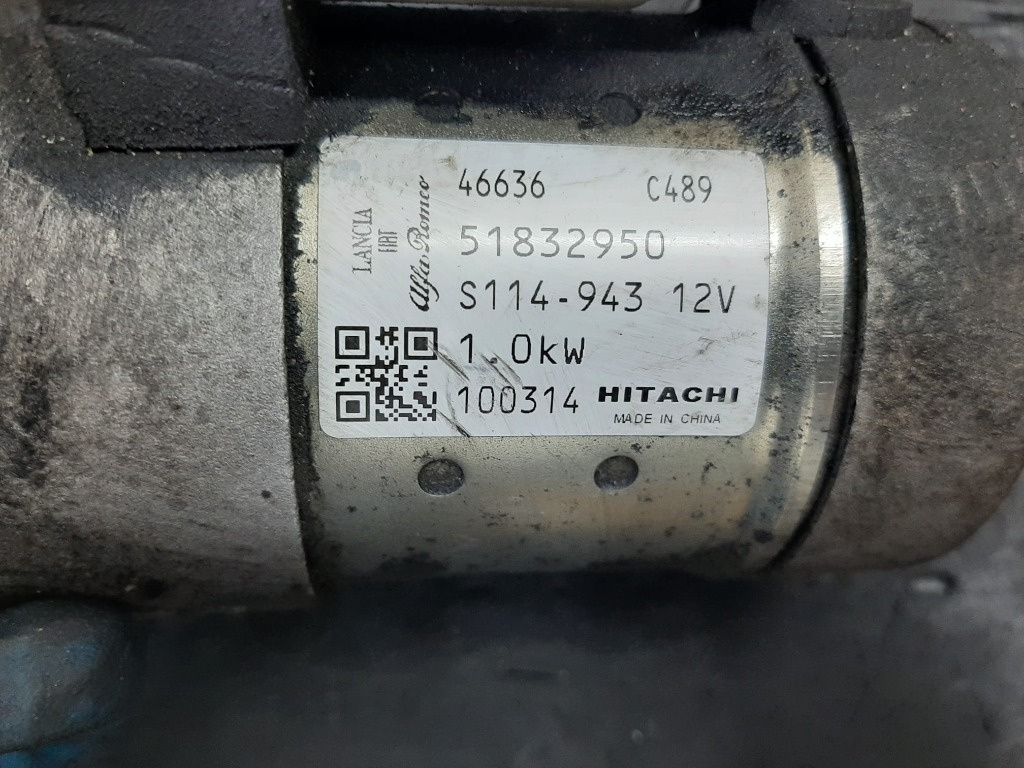 46636 C489
LANCIA
FIAT
Alfa Romeo
51832950
S114-943 12V
1.0kW
100314 HITACHI
MADE IN CHINA